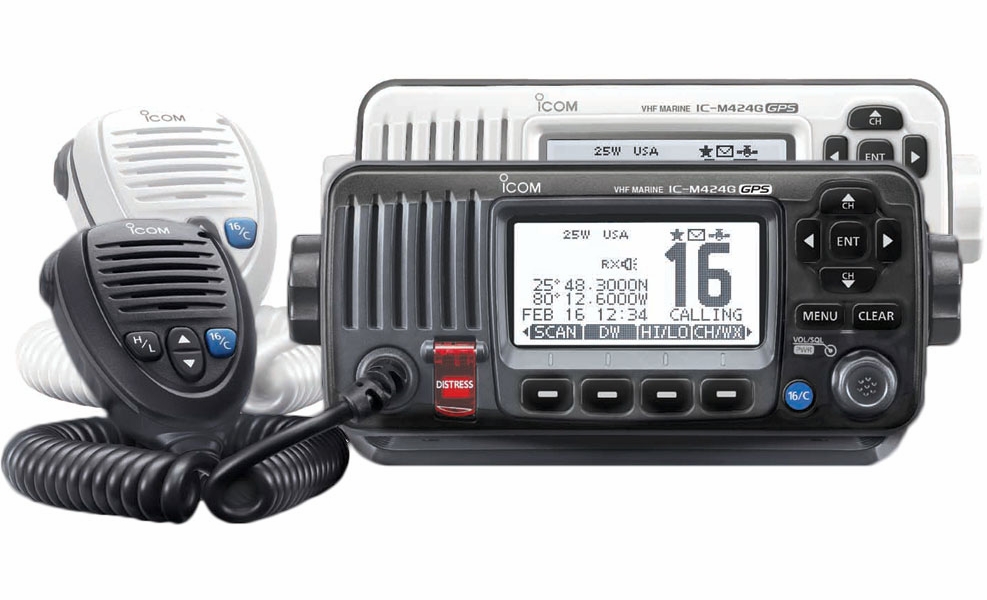 ICOM
16/C
ICOM
H/L
16/C
ICOM
VHF MARINE IC-M424G GPS
25W USA
CH
ENT
ICOM
VHF MARINE IC-M424G GPS
25W USA
RX
16
25°48.3000N
80°12.6000W
FEB 16 12:34 CALLING
SCAN DW HI/LO CH/WX
DISTRESS
CH
ENT
CH
MENU CLEAR
VOL/SQL
PWR
16/C